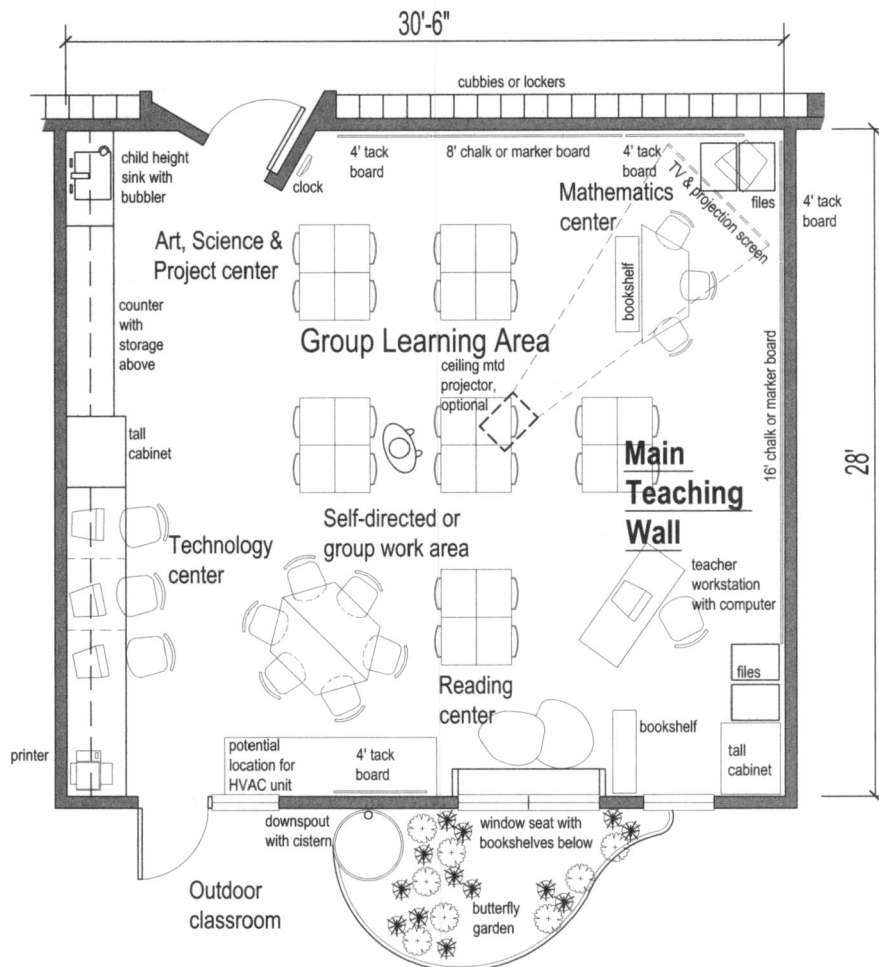 30'-6"
cubbies or lockers
child height
sink with
bubbler
clock
4' tack
board
8' chalk or marker board
4' tack
board
TV & projection screen
files
4' tack
board
Mathematics
center
Art, Science &
Project center
bookshelf
counter
with
storage
above
Group Learning Area
ceiling mtd
projector,
optional
16' chalk or marker board
28'
tall
cabinet
Main
Teaching
Wall
Self-directed or
group work area
Technology
center
teacher
workstation
with computer
files
Reading
center
bookshelf
tall
cabinet
printer
potential
location for
HVAC unit
4' tack
board
downspout
with cistern
window seat with
bookshelves below
Outdoor
classroom
butterfly
garden